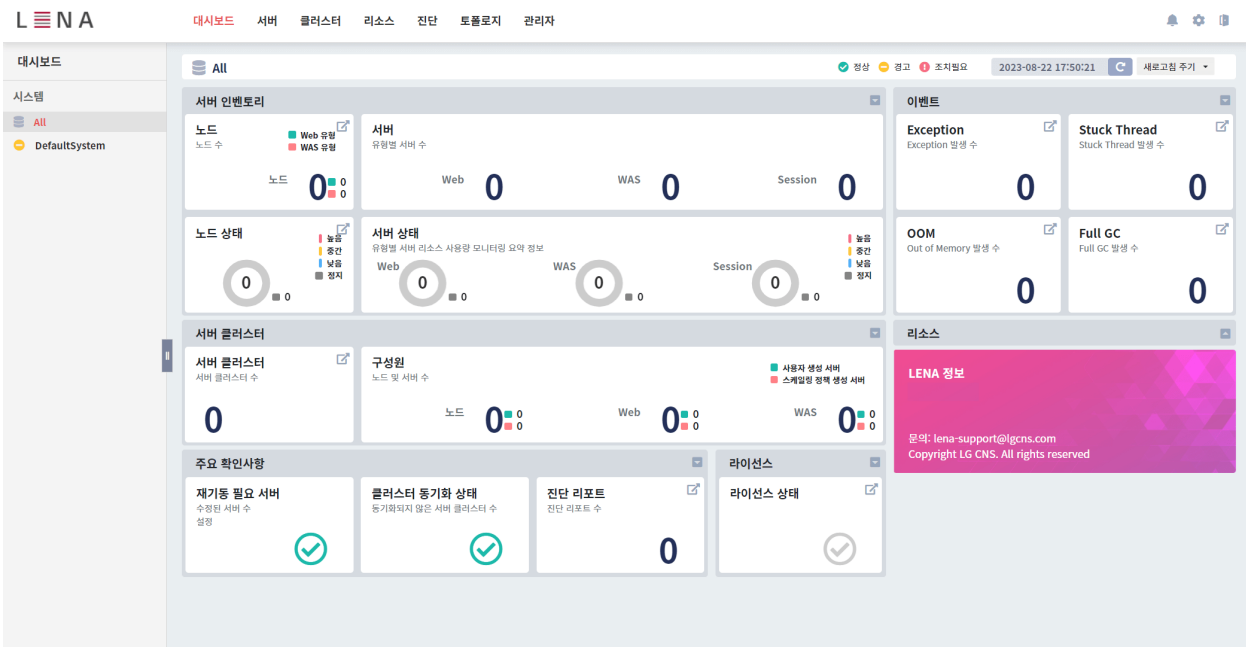 LENA
대시보드 서버 클러스터 리소스 진단 토폴로지 관리자
대시보드
시스템
All
DefaultSystem
All
정상 경고 조치필요 2023-08-22 17:50:21 새로고침 주기
서버 인벤토리
노드
노드 수
Web 유형
WAS 유형
노드 0 0
0
서버
유형별 서버 수
Web 0 WAS 0 Session 0
노드 상태
높음
중간
낮음
정지
0 0
서버 상태
유형별 서버 리소스 사용량 모니터링 요약 정보
높음
중간
낮음
정지
Web 0 0 WAS 0 0 Session 0 0
서버 클러스터
서버 클러스터
서버 클러스터 수
0
구성원
노드 및 서버 수
사용자 생성 서버
스케일링 정책 생성 서버
노드 0 0
0
Web 0 0
0
WAS 0 0
0
주요 확인사항
재기동 필요 서버
수정된 서버 수
설정
클러스터 동기화 상태
동기화되지 않은 서버 클러스터 수
진단 리포트
진단 리포트 수
0
라이선스
라이선스 상태
이벤트
Exception
Exception 발생 수
0
Stuck Thread
Stuck Thread 발생 수
0
OOM
Out of Memory 발생 수
0
Full GC
Full GC 발생 수
0
리소스
LENA 정보
문의: lena-support@lgcns.com
Copyright LG CNS. All rights reserved